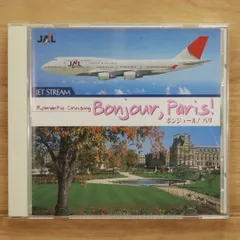 JAL
JAL
JET STREAM
Romantic Cruising
Bonjour, Paris!
ボンジュール! パリ